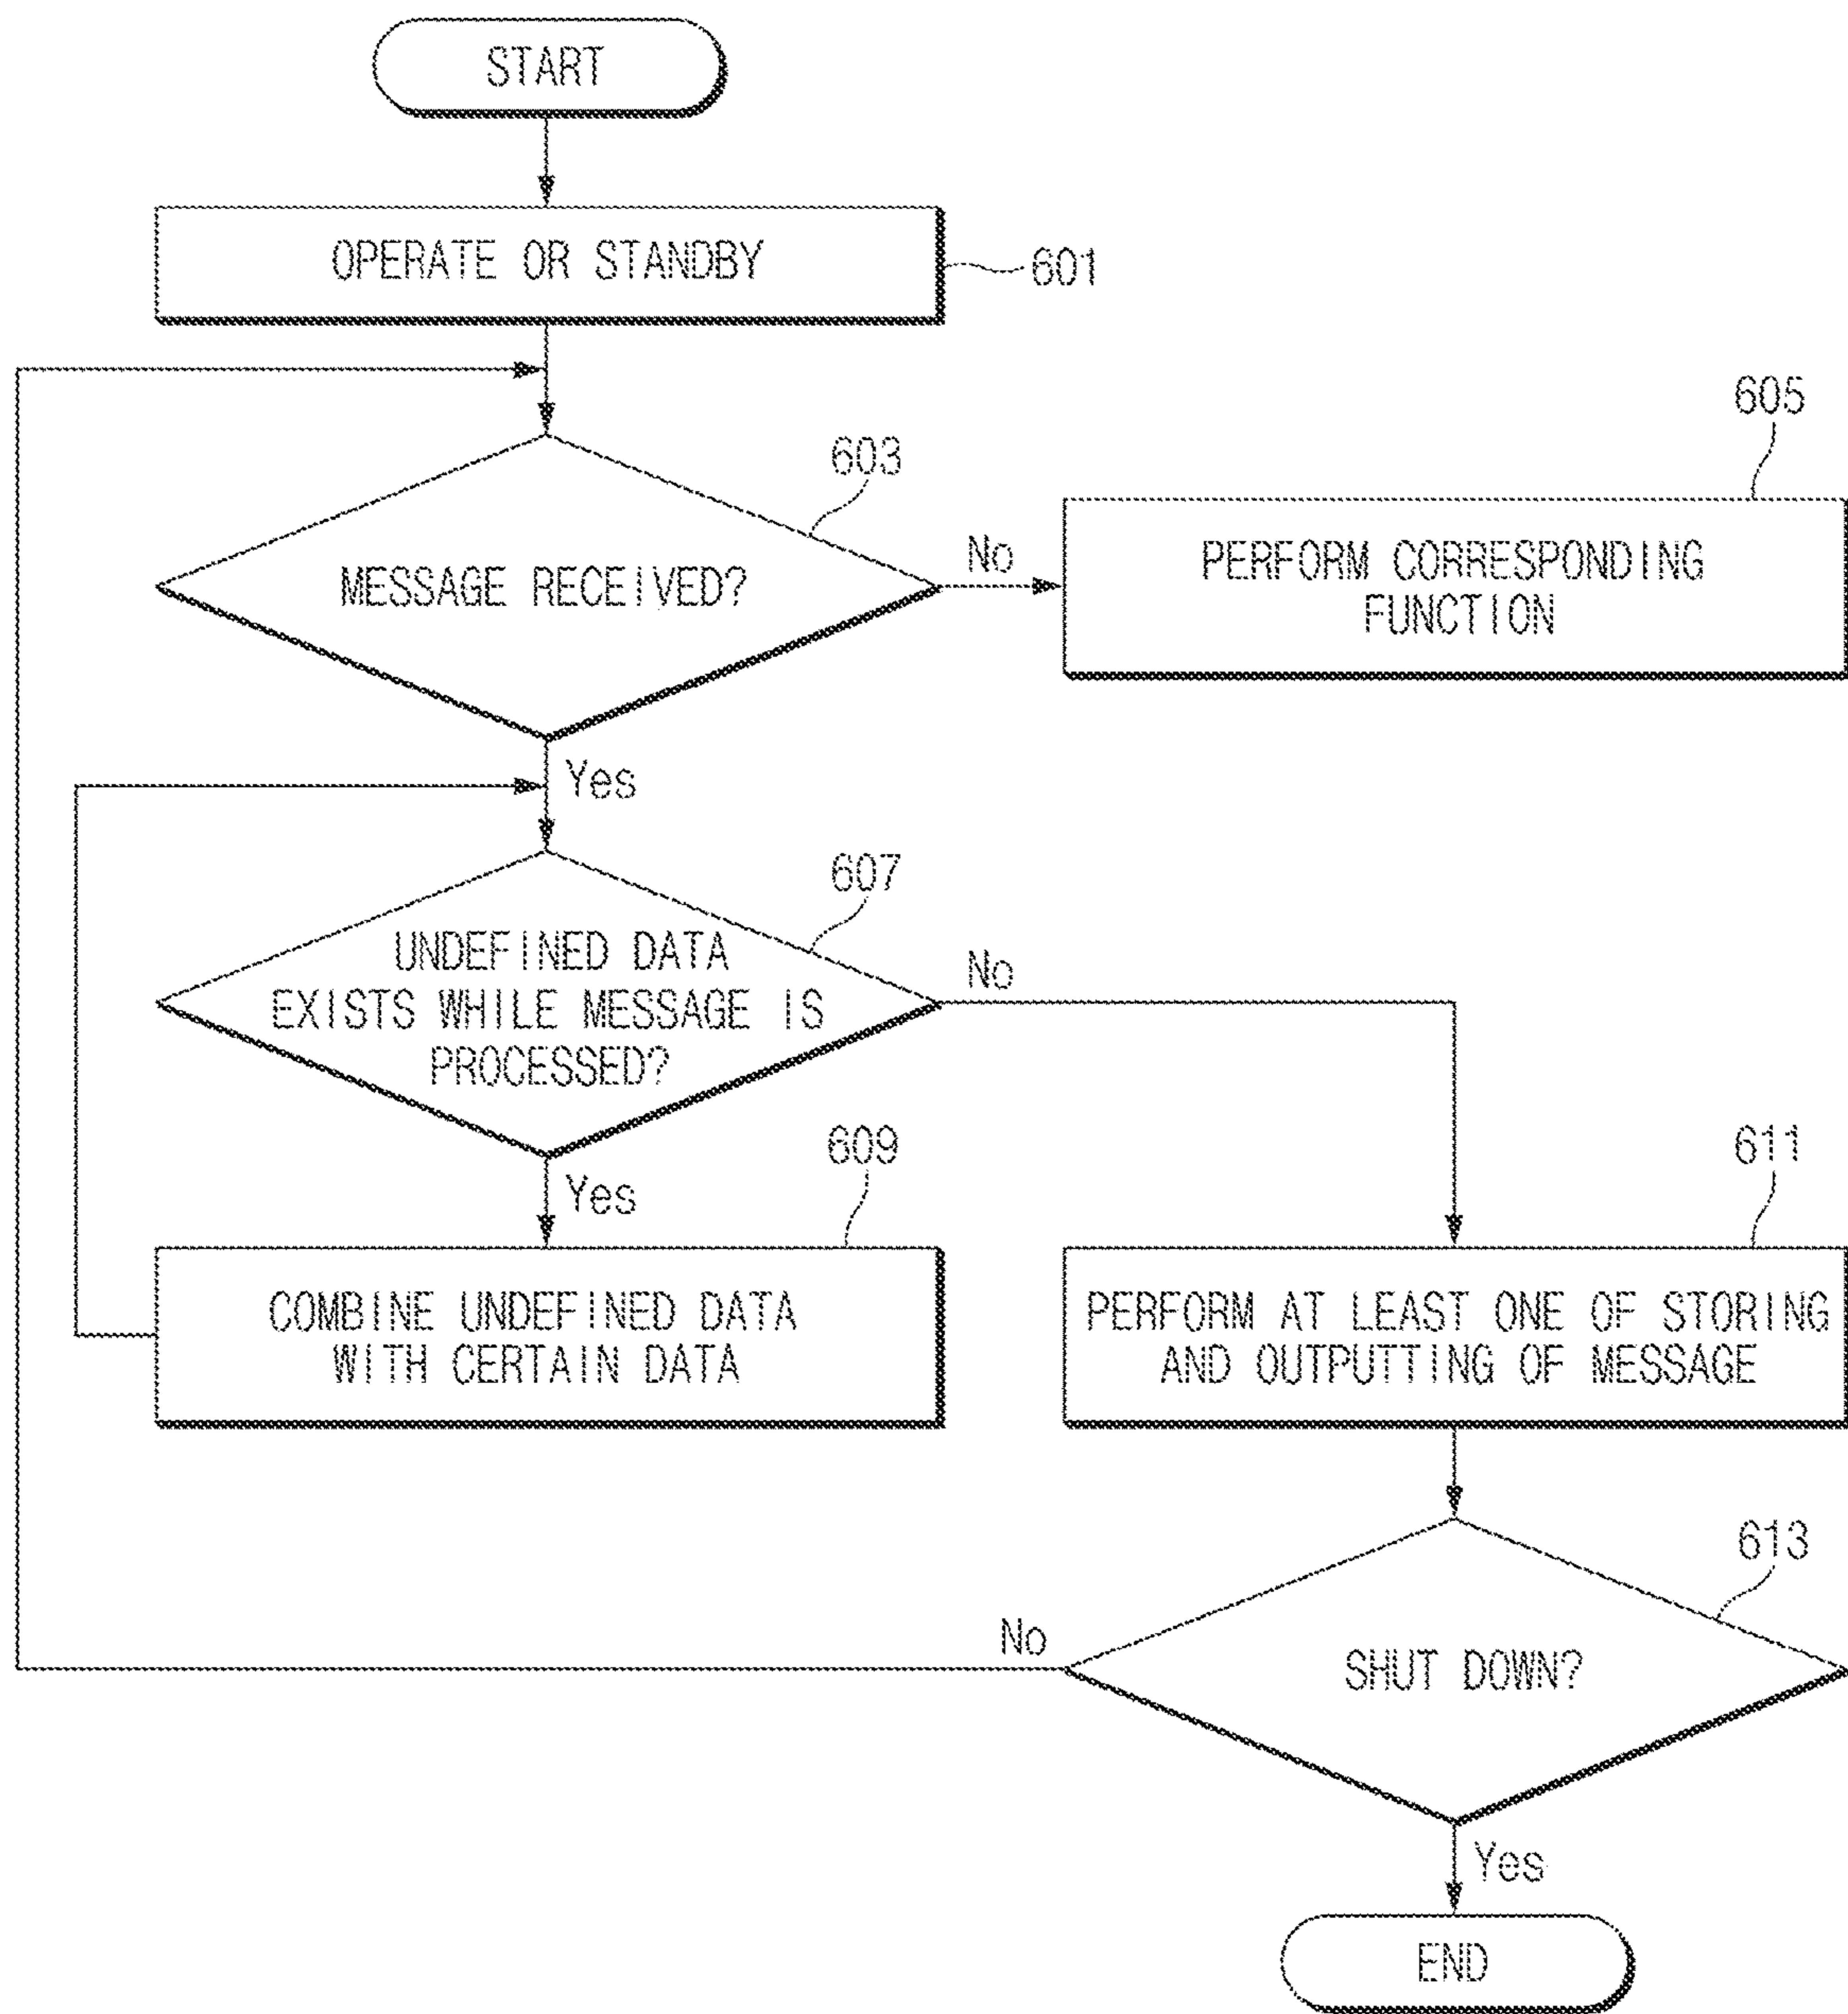 START
OPERATE OR STANDBY
601
605
603
MESSAGE RECEIVED?
No
PERFORM CORRESPONDING
FUNCTION
Yes
607
UNDEFINED DATA
EXISTS WHILE MESSAGE IS
PROCESSED?
No
609
611
Yes
COMBINE UNDEFINED DATA
WITH CERTAIN DATA
PERFORM AT LEAST ONE OF STORING
AND OUTPUTTING OF MESSAGE
613
No
SHUT DOWN?
Yes
END